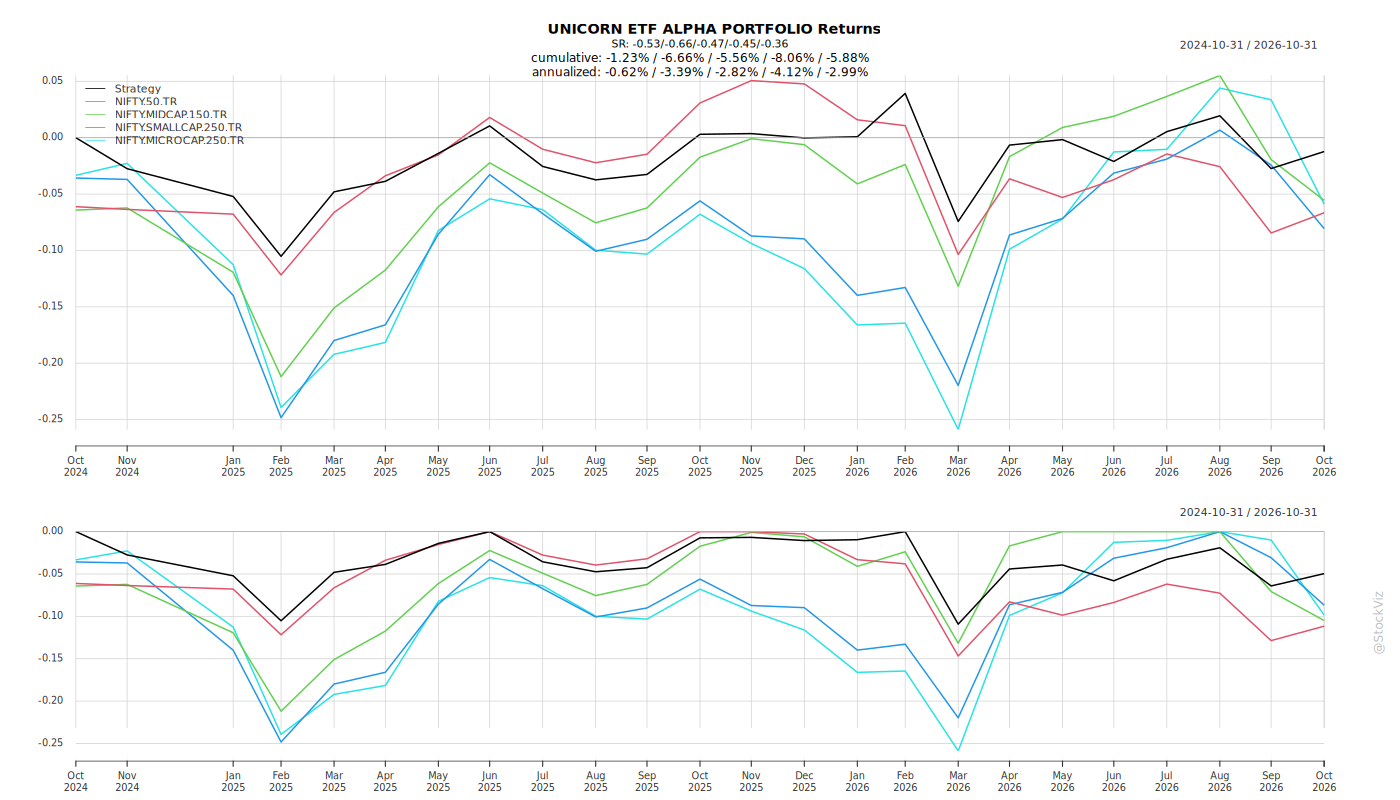 UNICORN ETF ALPHA PORTFOLIO Returns
SR: -0.53/-0.66/-0.47/-0.45/-0.36
cumulative: -1.23% / -6.66% / -5.56% / -8.06% / -5.88%
annualized: -0.62% / -3.39% / -2.82% / -4.12% / -2.99%
2024-10-31 / 2026-10-31
Strategy
NIFTY.50.TR
NIFTY.MIDCAP.150.TR
NIFTY.SMALLCAP.250.TR
NIFTY.MICROCAP.250.TR
0.05
0.00
-0.05
-0.10
-0.15
-0.20
-0.25
Oct Nov Jan Feb Mar Apr May Jun Jul Aug Sep Oct Nov Dec Jan Feb Mar Apr May Jun Jul Aug Sep Oct
2024 2024 2025 2025 2025 2025 2025 2025 2025 2025 2025 2025 2025 2025 2026 2026 2026 2026 2026 2026 2026 2026 2026 2026
2024-10-31 / 2026-10-31
0.00
-0.05
-0.10
-0.15
-0.20
-0.25
Oct Nov Jan Feb Mar Apr May Jun Jul Aug Sep Oct Nov Dec Jan Feb Mar Apr May Jun Jul Aug Sep Oct
2024 2024 2025 2025 2025 2025 2025 2025 2025 2025 2025 2025 2025 2025 2026 2026 2026 2026 2026 2026 2026 2026 2026 2026
@StockViz